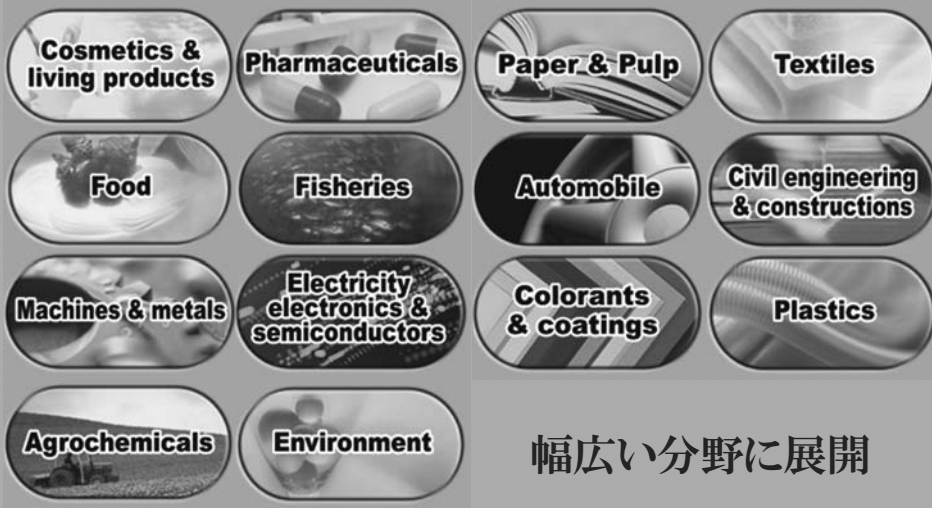 Cosmetics &
living products
Pharmaceuticals
Paper & Pulp
Textiles
Food
Fisheries
Automobile
Civil engineering
& constructions
Machines & metals
Electricity
electronics &
semiconductors
Colorants
& coatings
Plastics
Agrochemicals
Environment
幅広い分野に展開